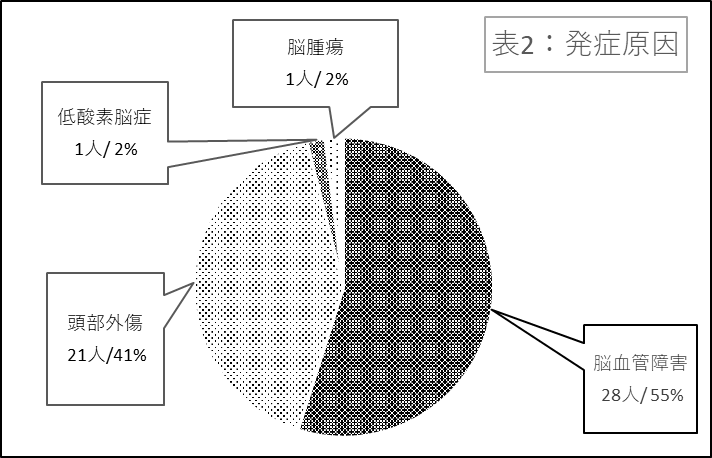 表2：発症原因
脳腫瘍
1人/ 2%
低酸素脳症
1人/ 2%
頭部外傷
21人/41%
脳血管障害
28人/ 55%